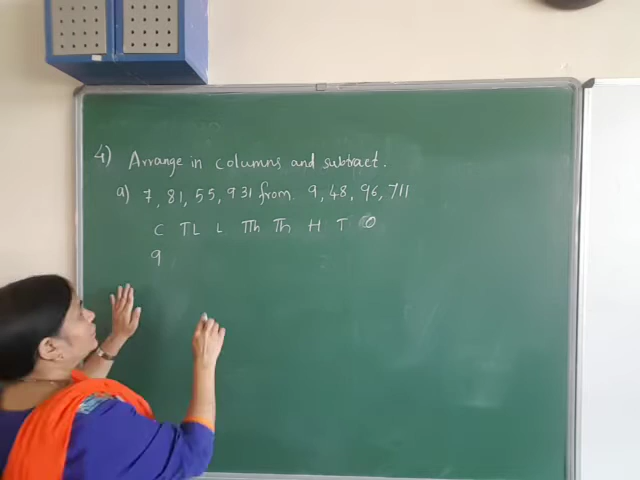 4) Arrange in columns and subtract.
a) 7, 81, 55, 931 from 9, 48, 96, 711
C TL L TTh Th H T O
9